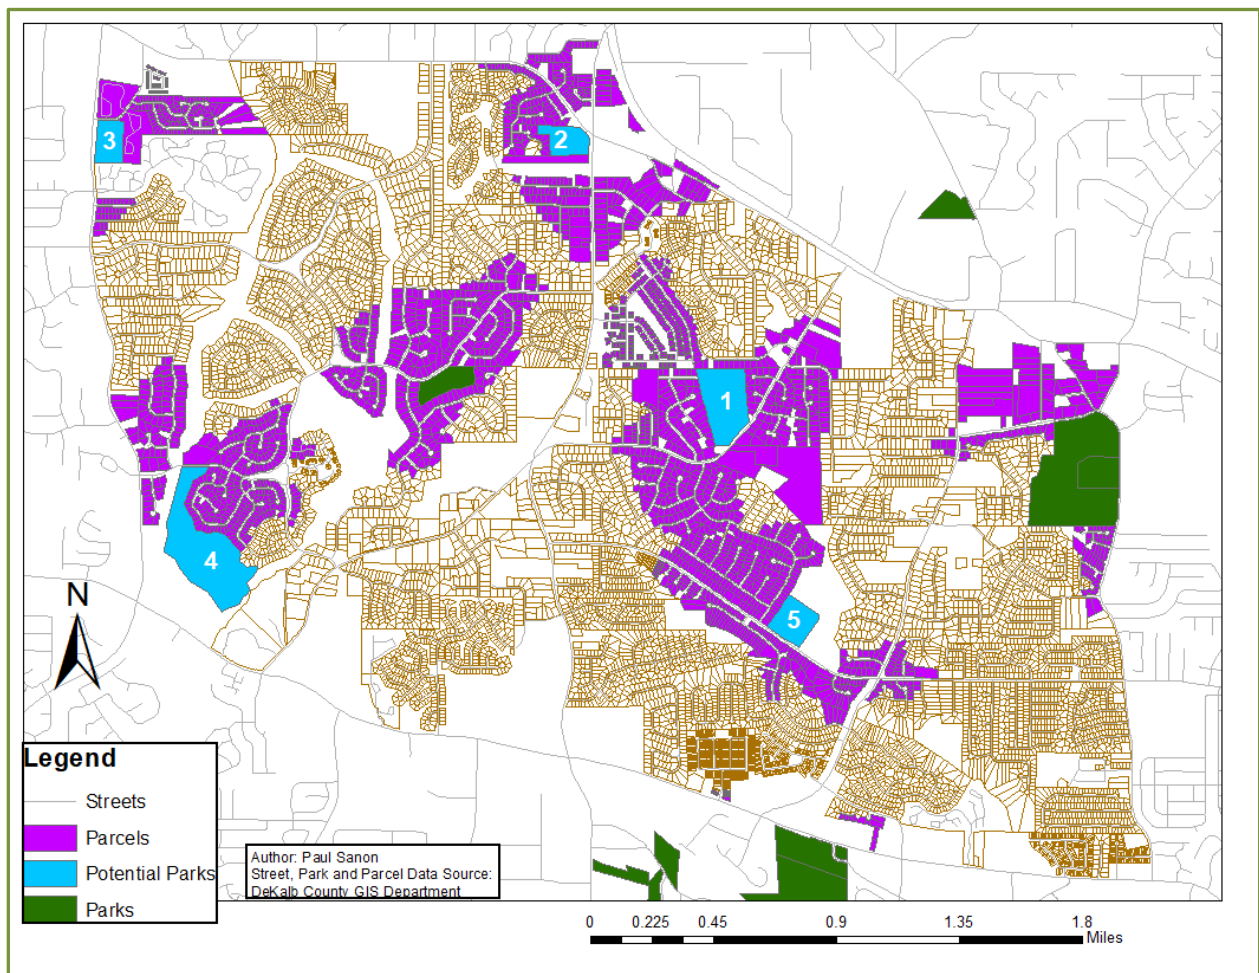 3
2
1
4
5
N
Legend
Streets
Parcels
Potential Parks
Parks
Author: Paul Sanon
Street, Park and Parcel Data Source:
DeKalb County GIS Department
0 0.225 0.45 0.9 1.35 1.8
Miles